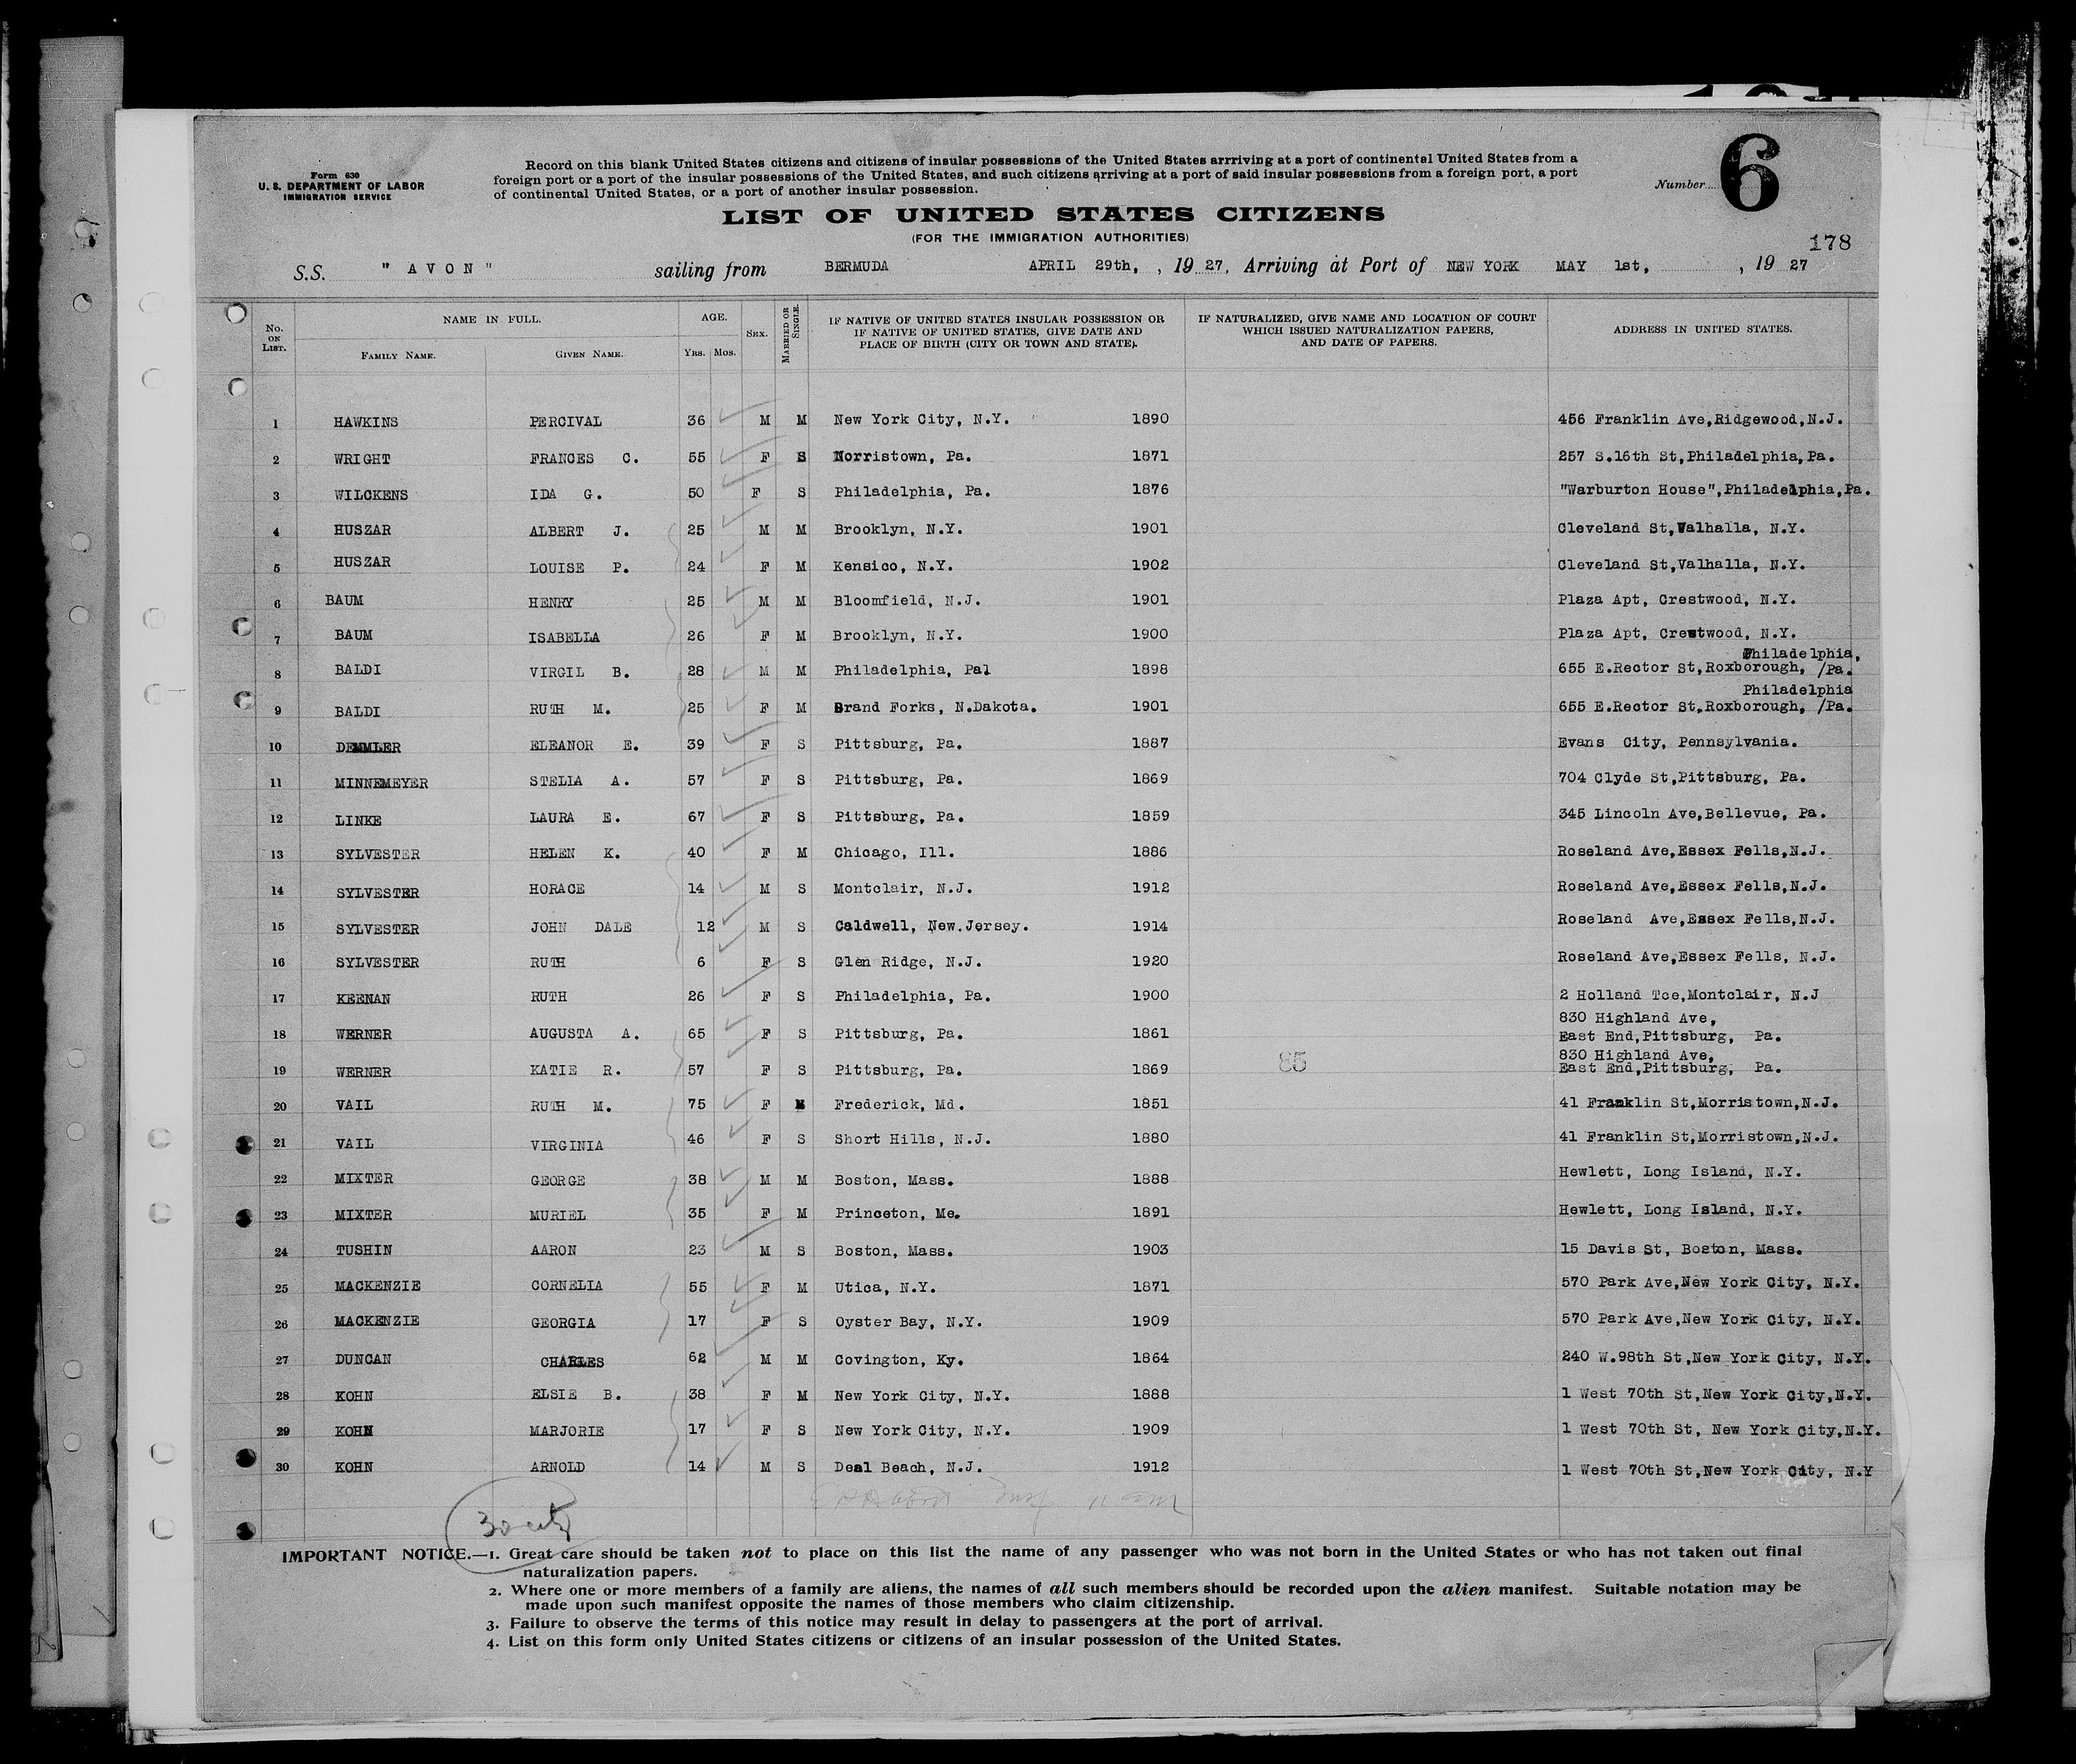 Form 630
U. S. DEPARTMENT OF LABOR
IMMIGRATION SERVICE
Record on this blank United States citizens and citizens of insular possessions of the United States arrriving at a port of continental United States from a
foreign port or a port of the insular possessions of the United States, and such citizens arriving at a port of said insular possessions from a foreign port, a port
of continental United States, or a port of another insular possession.
Number 6
LIST OF UNITED STATES CITIZENS
(FOR THE IMMIGRATION AUTHORITIES)
178
S.S. " A V O N " sailing from BERMUDA APRIL 29th, , 19 27, Arriving at Port of NEW YORK MAY 1st, , 19 27
No. ON LIST. NAME IN FULL. FAMILY NAME. GIVEN NAME. AGE. YRS. MOS. SEX. MARRIED OR SINGLE. IF NATIVE OF UNITED STATES INSULAR POSSESSION OR IF NATIVE OF UNITED STATES, GIVE DATE AND PLACE OF BIRTH (CITY OR TOWN AND STATE). IF NATURALIZED, GIVE NAME AND LOCATION OF COURT WHICH ISSUED NATURALIZATION PAPERS, AND DATE OF PAPERS. ADDRESS IN UNITED STATES.
1 HAWKINS PERCIVAL 36 M M New York City, N.Y. 1890 456 Franklin Ave,Ridgewood,N.J.
2 WRIGHT FRANCES C. 55 F S Norristown, Pa. 1871 257 S.16th St,Philadelphia,Pa.
3 WILCKENS IDA G. 50 F S Philadelphia, Pa. 1876 "Warburton House",Philadelphia,Pa.
4 HUSZAR ALBERT J. 25 M M Brooklyn, N.Y. 1901 Cleveland St,Valhalla, N.Y.
5 HUSZAR LOUISE P. 24 F M Kensico, N.Y. 1902 Cleveland St,Valhalla, N.Y.
6 BAUM HENRY 25 M M Bloomfield, N.J. 1901 Plaza Apt, Crestwood, N.Y.
7 BAUM ISABELLA 26 F M Brooklyn, N.Y. 1900 Plaza Apt, Crestwood, N.Y.
Philadelphia,
8 BALDI VIRGIL B. 28 M M Philadelphia, Pal 1898 655 E.Rector St,Roxborough, /Pa.
Philadelphia
9 BALDI RUTH M. 25 F M Grand Forks, N.Dakota. 1901 655 E.Rector St,Roxborough, /Pa.
10 DEMMLER ELEANOR E. 39 F S Pittsburg, Pa. 1887 Evans City, Pennsylvania.
11 MINNEMEYER STELLA A. 57 F S Pittsburg, Pa. 1869 704 Clyde St,Pittsburg, Pa.
12 LINKE LAURA E. 67 F S Pittsburg, Pa. 1859 345 Lincoln Ave,Bellevue, Pa.
13 SYLVESTER HELEN K. 40 F M Chicago, Ill. 1886 Roseland Ave,Essex Fells,N.J.
14 SYLVESTER HORACE 14 M S Montclair, N.J. 1912 Roseland Ave,Essex Fells,N.J.
15 SYLVESTER JOHN DALE 12 M S Caldwell, New.Jersey. 1914 Roseland Ave,Essex Fells,N.J.
16 SYLVESTER RUTH 6 F S Glen Ridge, N.J. 1920 Roseland Ave,Essex Fells, N.J.
17 KEENAN RUTH 26 F S Philadelphia, Pa. 1900 2 Holland Tce,Montclair, N.J
830 Highland Ave,
18 WERNER AUGUSTA A. 65 F S Pittsburg, Pa. 1861 East End,Pittsburg, Pa.
830 Highland Ave,
19 WERNER KATIE R. 57 F S Pittsburg, Pa. 1869 85 East End,Pittsburg, Pa.
20 VAIL RUTH M. 75 F M Frederick, Md. 1851 41 Franklin St,Morristown,N.J.
21 VAIL VIRGINIA 46 F S Short Hills, N.J. 1880 41 Franklin St,Morristown,N.J.
22 MIXTER GEORGE 38 M M Boston, Mass. 1888 Hewlett, Long Island, N.Y.
23 MIXTER MURIEL 35 F M Princeton, Me. 1891 Hewlett, Long Island, N.Y.
24 TUSHIN AARON 23 M S Boston, Mass. 1903 15 Davis St, Boston, Mass.
25 MACKENZIE CORNELIA 55 F M Utica, N.Y. 1871 570 Park Ave,New York City, N.Y.
26 MACKENZIE GEORGIA 17 F S Oyster Bay, N.Y. 1909 570 Park Ave,New York City, N.Y.
27 DUNCAN CHARLES 62 M M Covington, Ky. 1864 240 W.98th St,New York City, N.Y.
28 KOHN ELSIE B. 38 F M New York City, N.Y. 1888 1 West 70th St,New York City,N.Y.
29 KOHN MARJORIE 17 F S New York City, N.Y. 1909 1 West 70th St, New York City,N.Y.
30 KOHN ARNOLD 14 M S Deal Beach, N.J. 1912 1 West 70th St,New York City, N.Y
30
IMPORTANT NOTICE.—1. Great care should be taken not to place on this list the name of any passenger who was not born in the United States or who has not taken out final
naturalization papers.
2. Where one or more members of a family are aliens, the names of all such members should be recorded upon the alien manifest. Suitable notation may be
made upon such manifest opposite the names of those members who claim citizenship.
3. Failure to observe the terms of this notice may result in delay to passengers at the port of arrival.
4. List on this form only United States citizens or citizens of an insular possession of the United States.